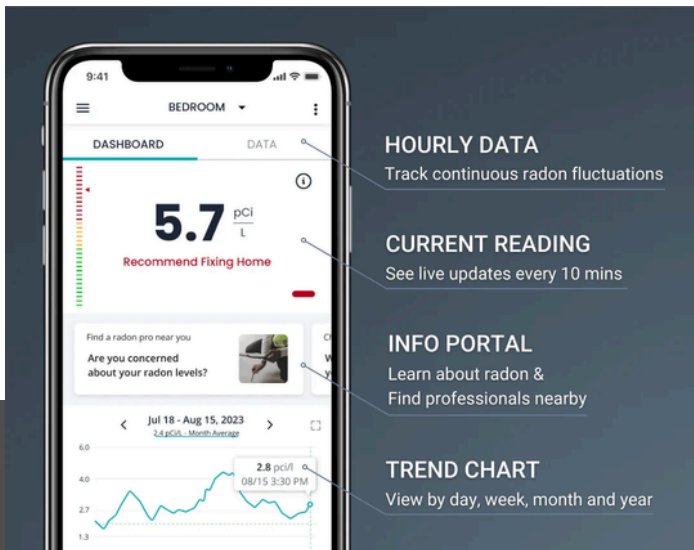 9:41
BEDROOM
DASHBOARD
DATA
5.7 pCi
L
Recommend Fixing Home
Find a radon pro near you
Are you concerned
about your radon levels?
Jul 18 - Aug 15, 2023
2.4 pCi/L - Month Average
6.0
4.0
2.7
1.3
2.8 pci/l
08/15 3:30 PM
HOURLY DATA
Track continuous radon fluctuations
CURRENT READING
See live updates every 10 mins
INFO PORTAL
Learn about radon &
Find professionals nearby
TREND CHART
View by day, week, month and year